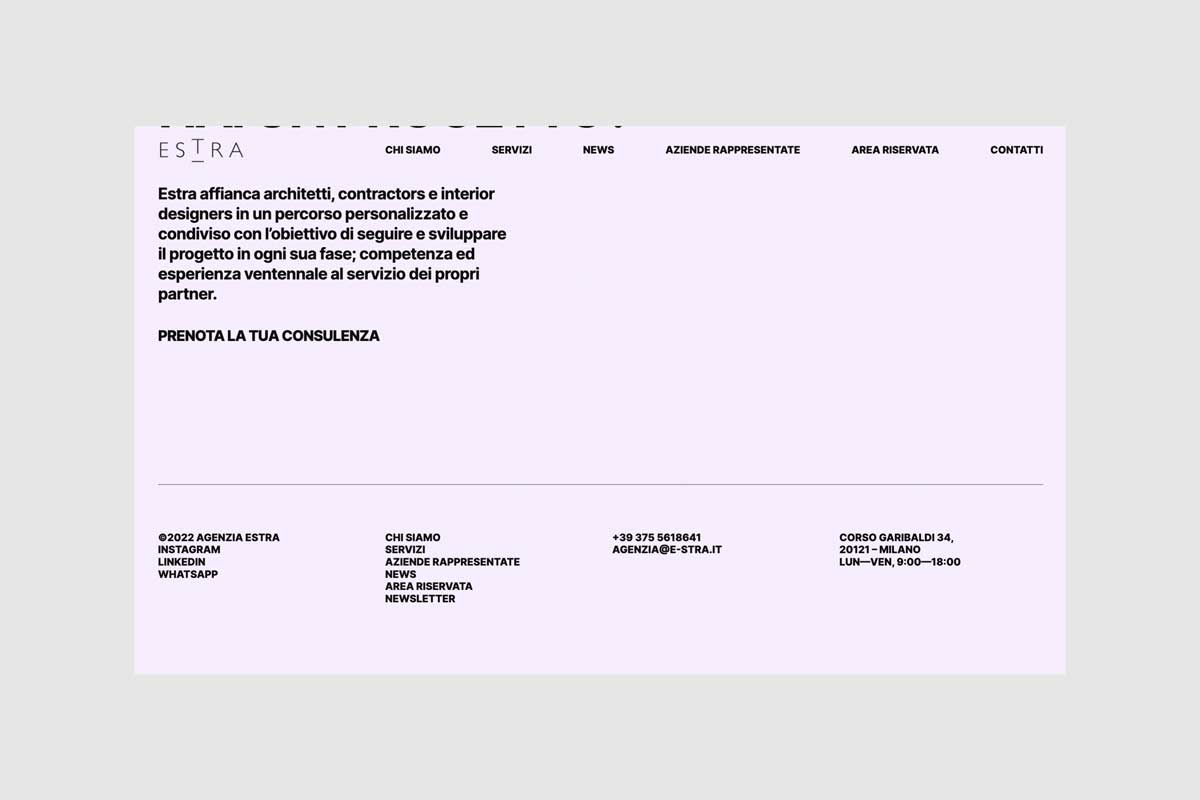 ESTRA
CHI SIAMO
SERVIZI
NEWS
AZIENDE RAPPRESENTATE
AREA RISERVATA
CONTATTI
Estra affianca architetti, contractors e interior
designers in un percorso personalizzato e
condiviso con l’obiettivo di seguire e sviluppare
il progetto in ogni sua fase; competenza ed
esperienza ventennale al servizio dei propri
partner.
PRENOTA LA TUA CONSULENZA
©2022 AGENZIA ESTRA
INSTAGRAM
LINKEDIN
WHATSAPP
CHI SIAMO
SERVIZI
AZIENDE RAPPRESENTATE
NEWS
AREA RISERVATA
NEWSLETTER
+39 375 5618641
AGENZIA@E-STRA.IT
CORSO GARIBALDI 34,
20121 – MILANO
LUN—VEN, 9:00—18:00